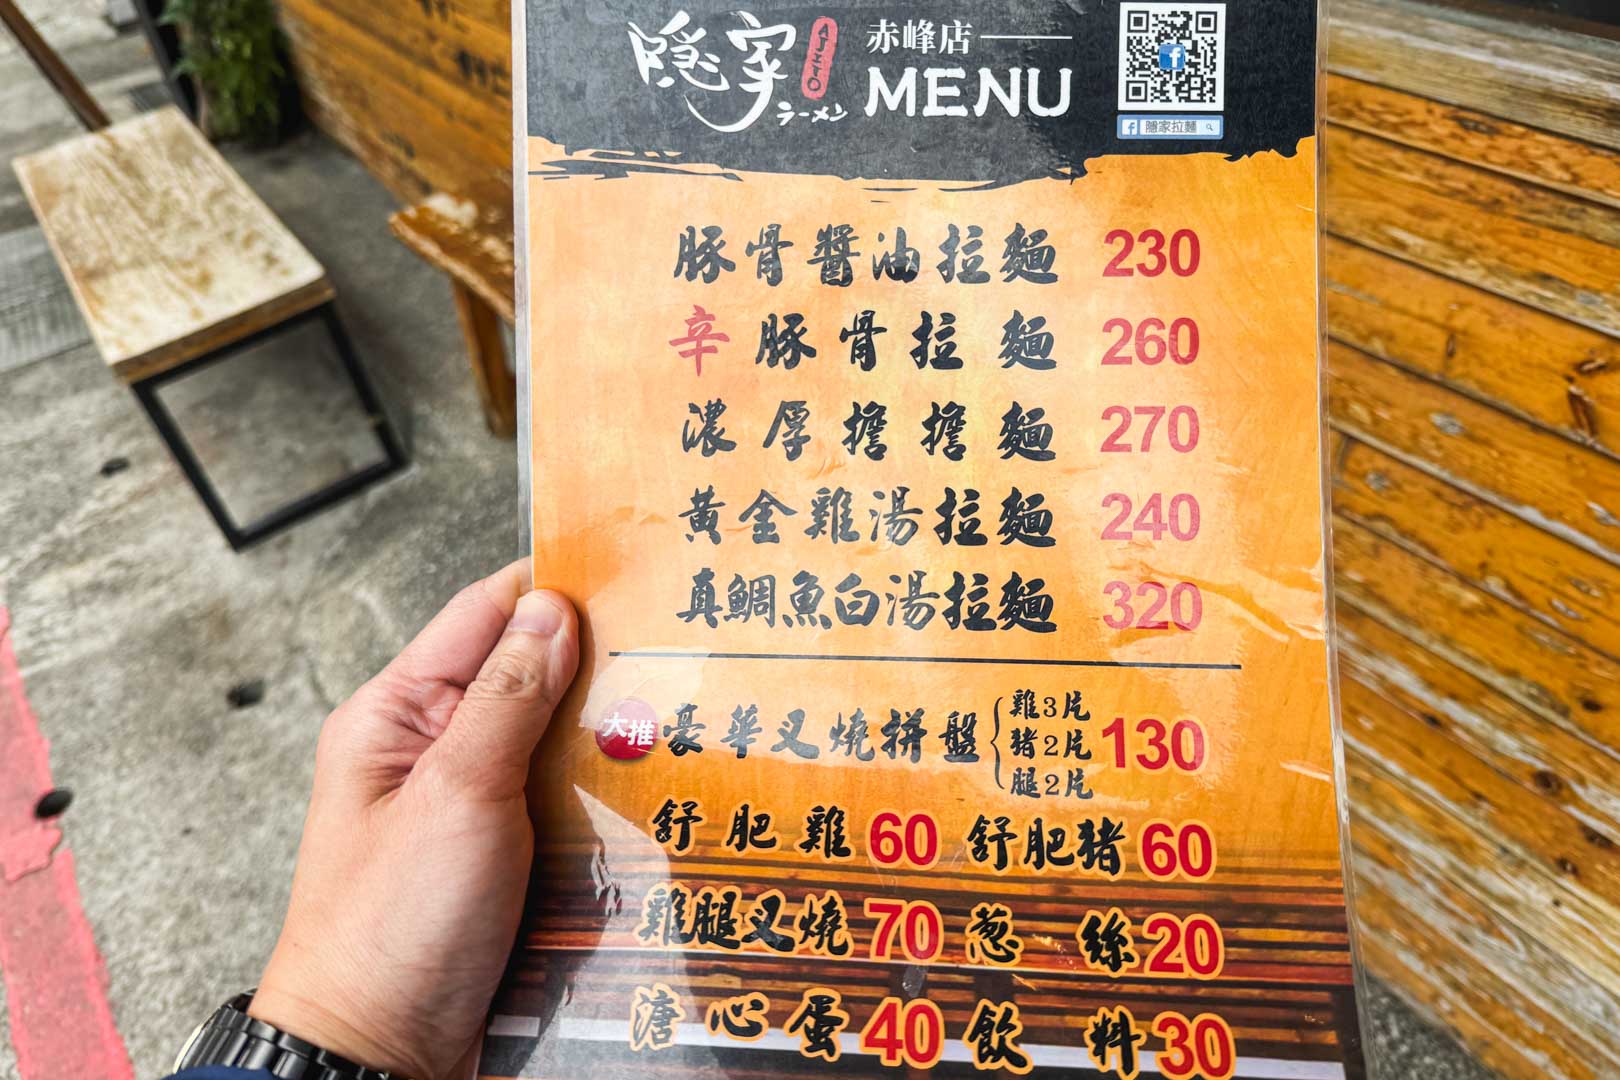 隱家 AJITO ラーメン
赤峰店
MENU
隱家拉麵
豚骨醬油拉麵 230
辛豚骨拉麵 260
濃厚擔擔麵 270
黃金雞湯拉麵 240
真鯛魚白湯拉麵 320
大推 豪華叉燒拼盤 130
雞3片
豬2片
腿2片
舒肥雞 60 舒肥豬 60
雞腿叉燒 70 葱絲 20
溏心蛋 40 飲料 30